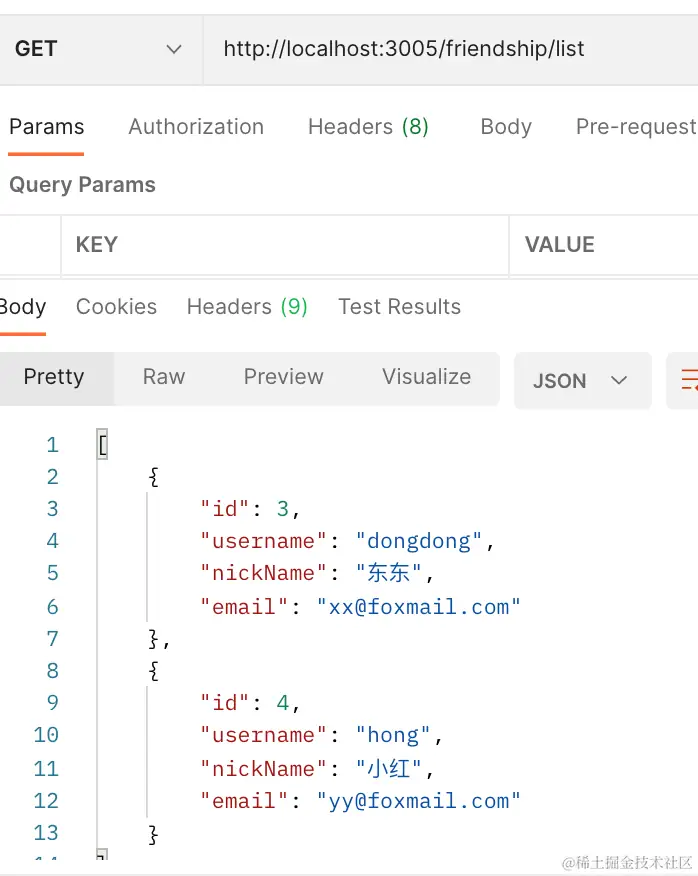 GET http://localhost:3005/friendship/list
Params Authorization Headers (8) Body Pre-request
Query Params
KEY VALUE
Body Cookies Headers (9) Test Results
Pretty Raw Preview Visualize JSON
1 [
2 {
3 "id": 3,
4 "username": "dongdong",
5 "nickName": "东东",
6 "email": "xx@foxmail.com"
7 },
8 {
9 "id": 4,
10 "username": "hong",
11 "nickName": "小红",
12 "email": "yy@foxmail.com"
13 }
14 ]
@稀土掘金技术社区